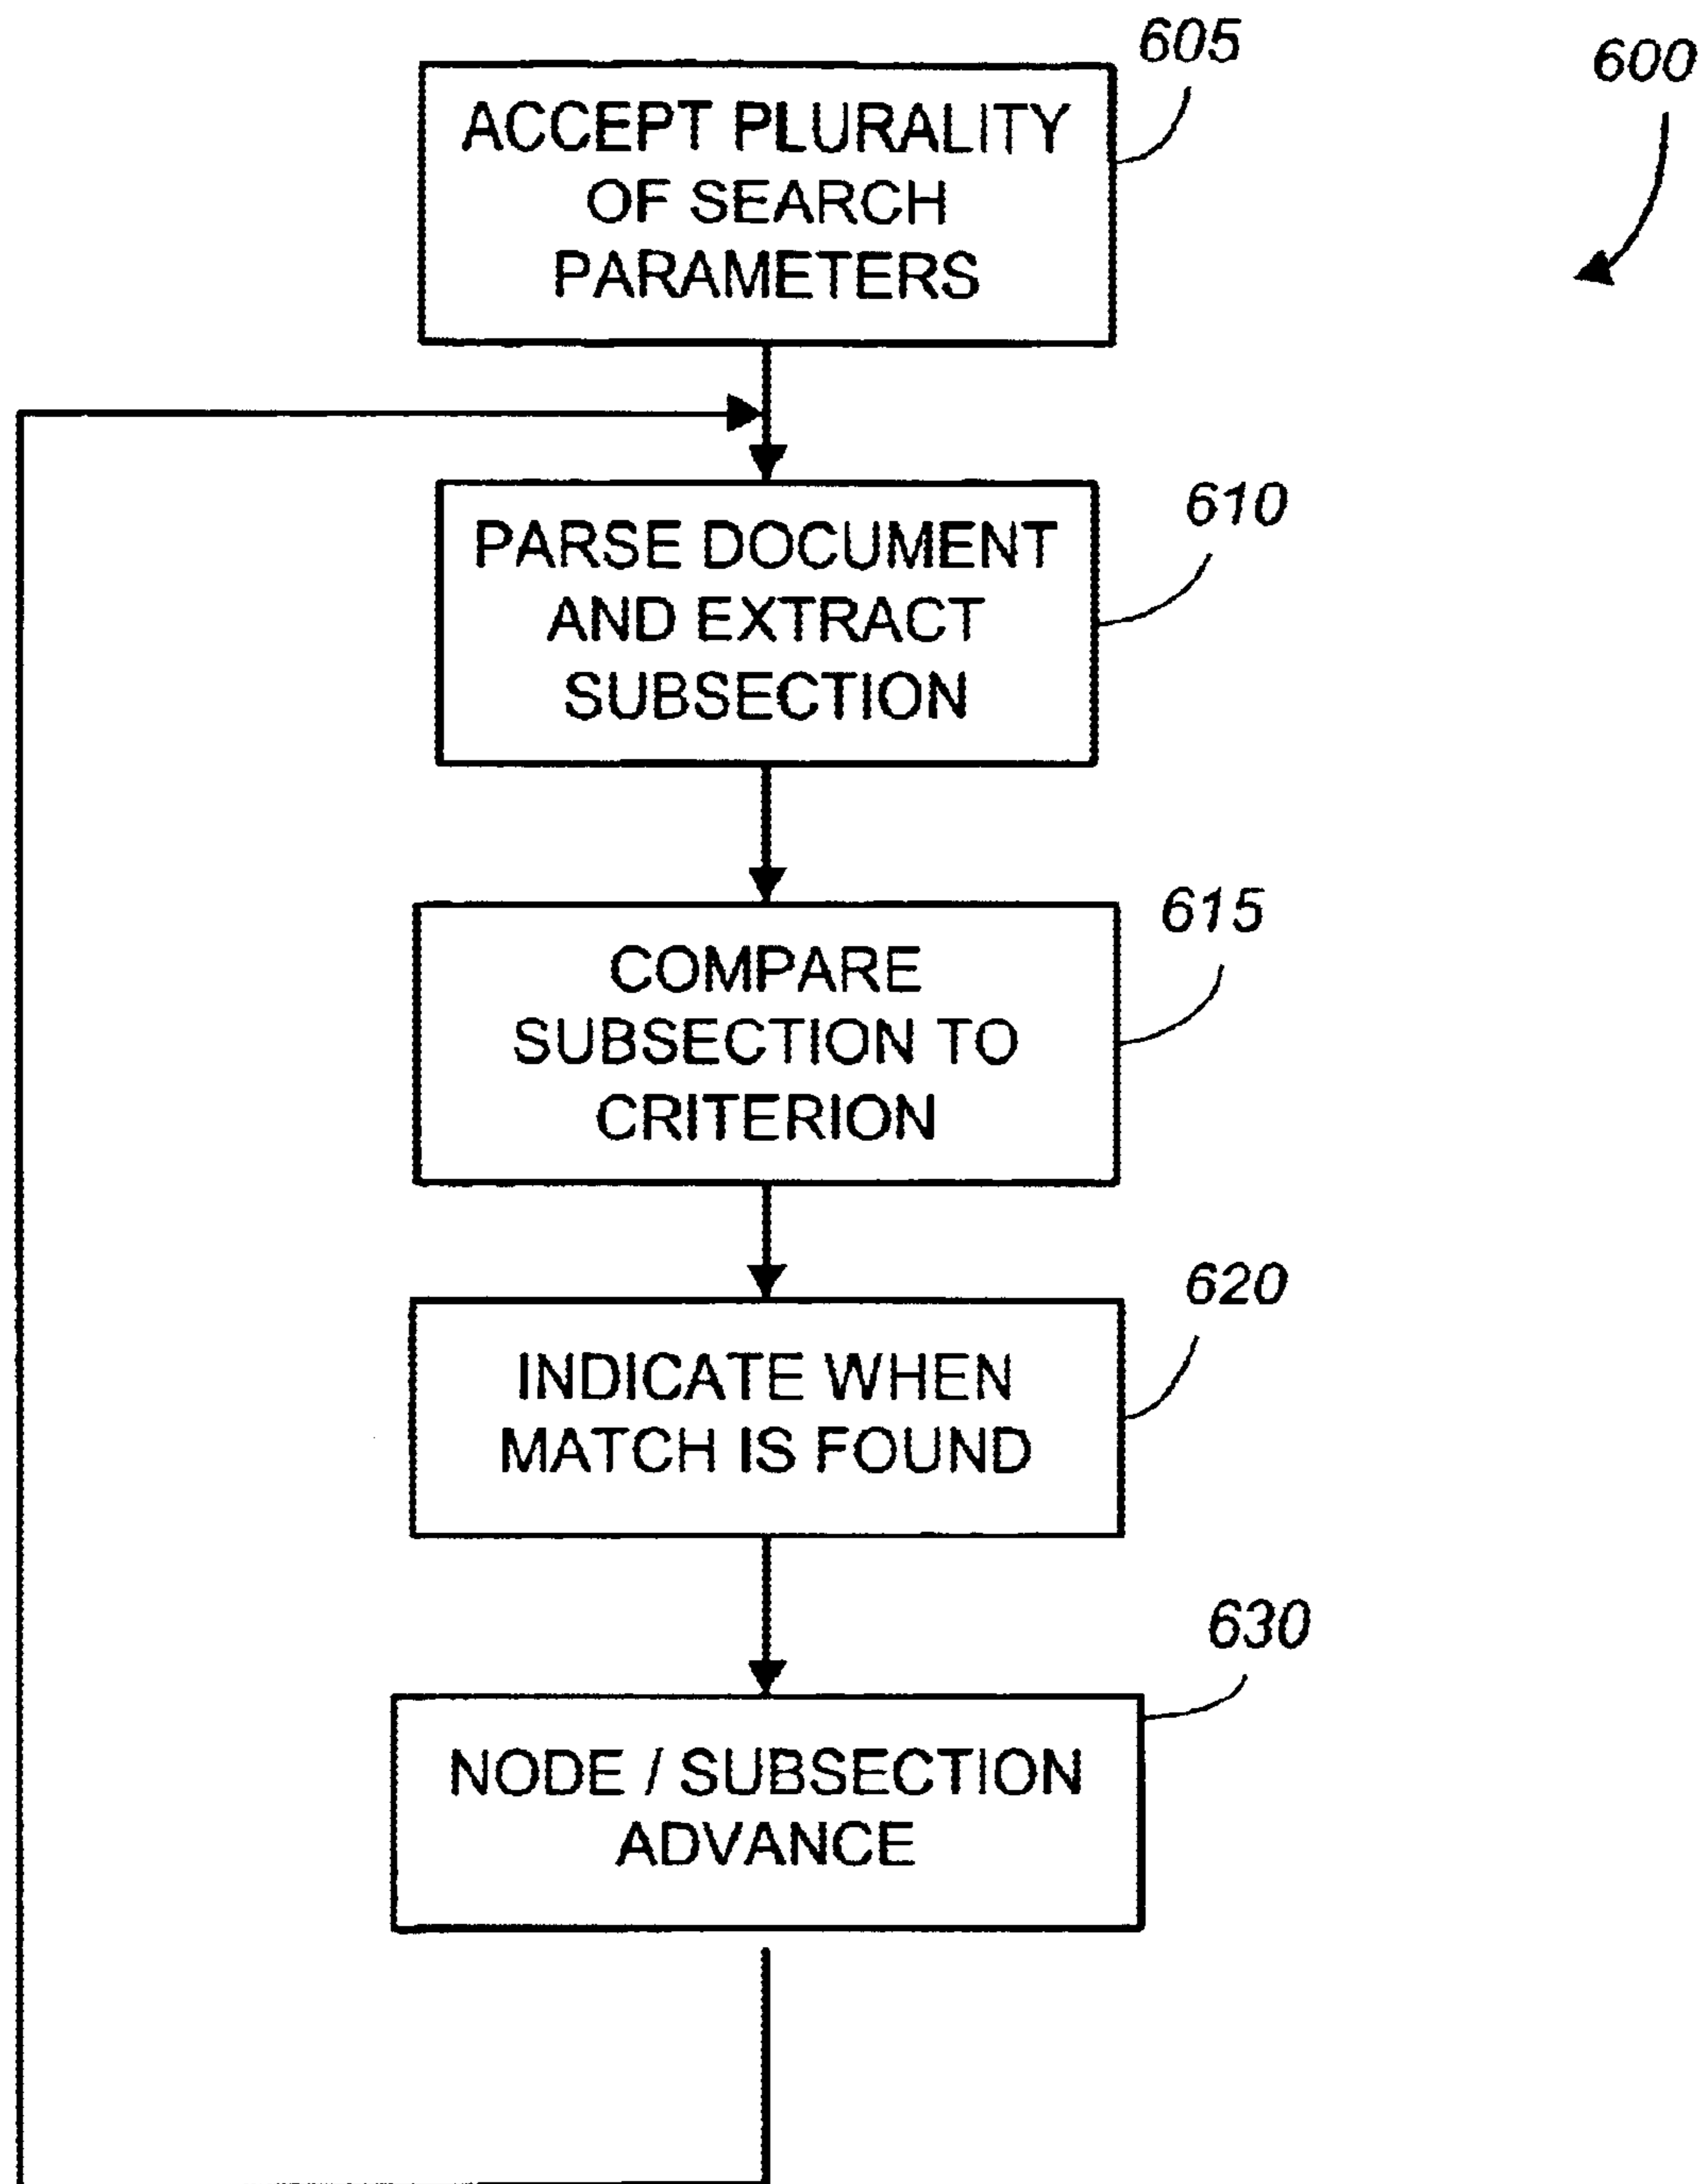 605
600
ACCEPT PLURALITY
OF SEARCH
PARAMETERS
610
PARSE DOCUMENT
AND EXTRACT
SUBSECTION
615
COMPARE
SUBSECTION TO
CRITERION
620
INDICATE WHEN
MATCH IS FOUND
630
NODE / SUBSECTION
ADVANCE